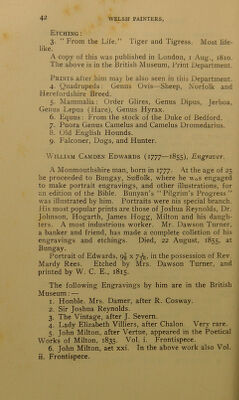 42 WELSH PAINTERS.
ETCHING:
3. "From the Life." Tiger and Tigress. Most life-
like.
A copy of this was published in London, 1 Aug., 1810.
The above is in the British Museum, Print Department.
PRINTS after him may be also seen in this Department.
4. Quadrupeds: Genus Ovis—Sheep, Norfolk and
Herefordshire Breed.
5. Mammalia: Order Glires, Genus Dipus, Jerboa,
Genus Lepus (Hare), Genus Hyrax.
6. Equus: From the stock of the Duke of Bedford.
7. Poora Genus Camelus and Camelus Dromedarius.
8. Old English Hounds.
9. Falconer, Dogs, and Hunter.
WILLIAM CAMDEN EDWARDS (1777—1855), Engraver.
A Monmouthshire man, born in 1777. At the age of 25
he proceeded to Bungay, Suffolk, where he was engaged
to make portrait engravings, and other illustrations, for
an edition of the Bible. Bunyan's "Pilgrim's Progress"
was illustrated by him. Portraits were his special branch.
His most popular prints are those of Joshua Reynolds, Dr.
Johnson, Hogarth, James Hogg, Milton and his daugh-
ters. A most industrious worker. Mr. Dawson Turner,
a banker and friend, has made a complete colletion of his
engravings and etchings. Died, 22 August, 1855, at
Bungay.
Portrait of Edwards, 9¼ x 7⅜, in the possession of Rev.
Mardy Rees. Etched by Mrs. Dawson Turner, and
printed by W. C. E., 1815.
The following Engravings by him are in the British
Museum:—
1. Honble. Mrs. Damer, after R. Cosway.
2. Sir Joshua Reynolds.
3. The Vintage, after J. Severn.
4. Lady Elizabeth Villiers, after Chalon. Very rare.
5. John Milton, after Vertue, appeared in the Poetical
Works of Milton, 1835. Vol. i. Frontispece.
6. John Milton, aet xxi. In the above work also Vol.
ii. Frontispece.